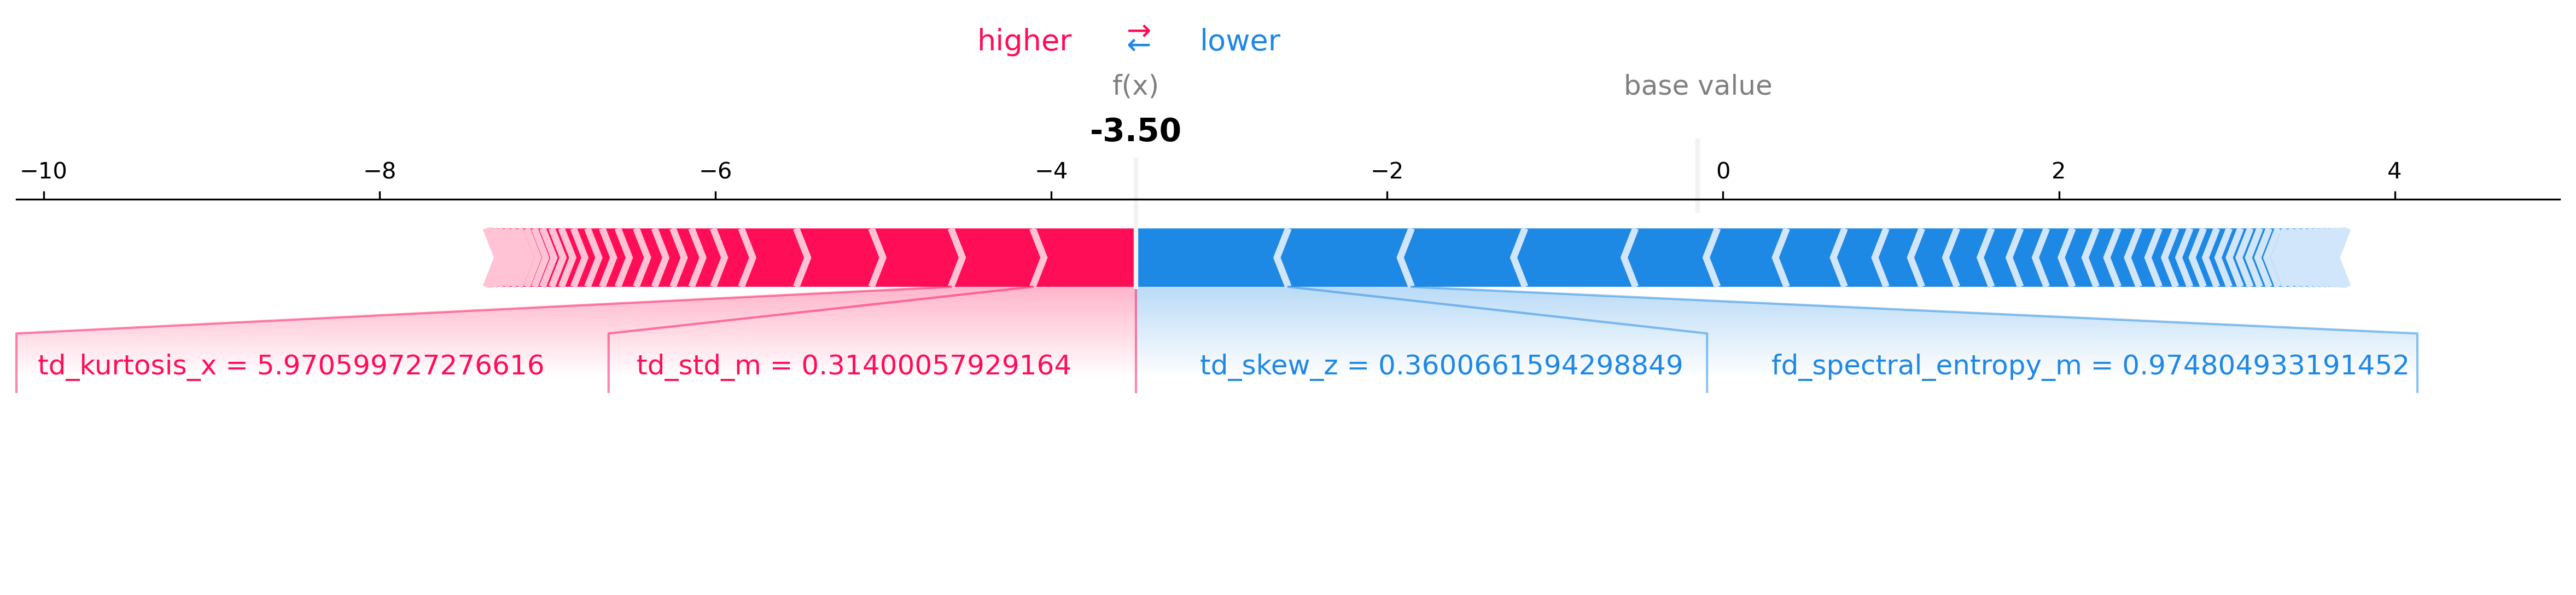 higher ⇄ lower
f(x) base value
-3.50
−10 −8 −6 −4 −2 0 2 4
td_kurtosis_x = 5.970599727276616 td_std_m = 0.31400057929164 td_skew_z = 0.3600661594298849 fd_spectral_entropy_m = 0.974804933191452